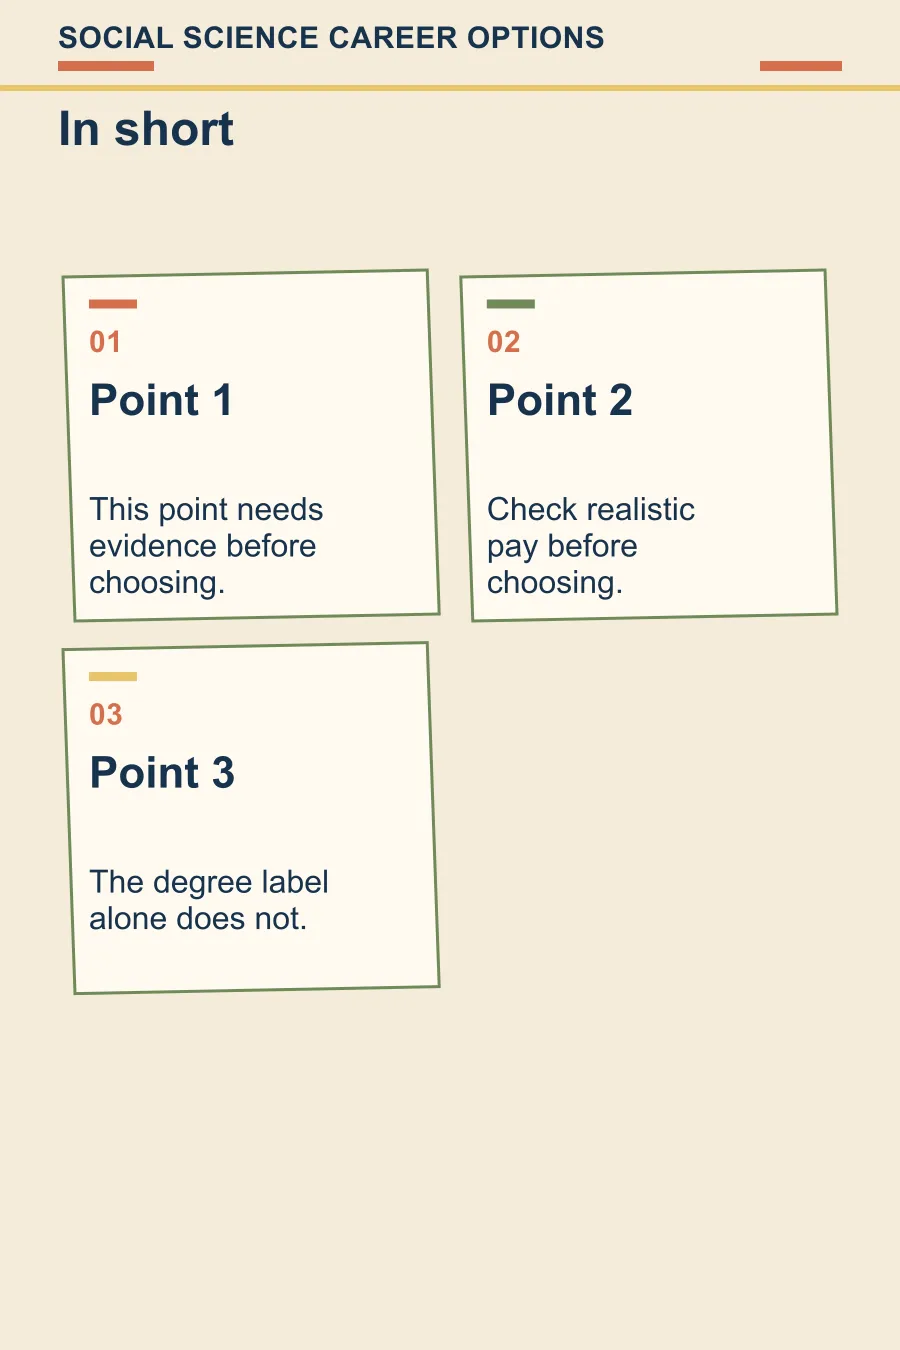 SOCIAL SCIENCE CAREER OPTIONS
In short
01
Point 1
This point needs
evidence before
choosing.
02
Point 2
Check realistic
pay before
choosing.
03
Point 3
The degree label
alone does not.